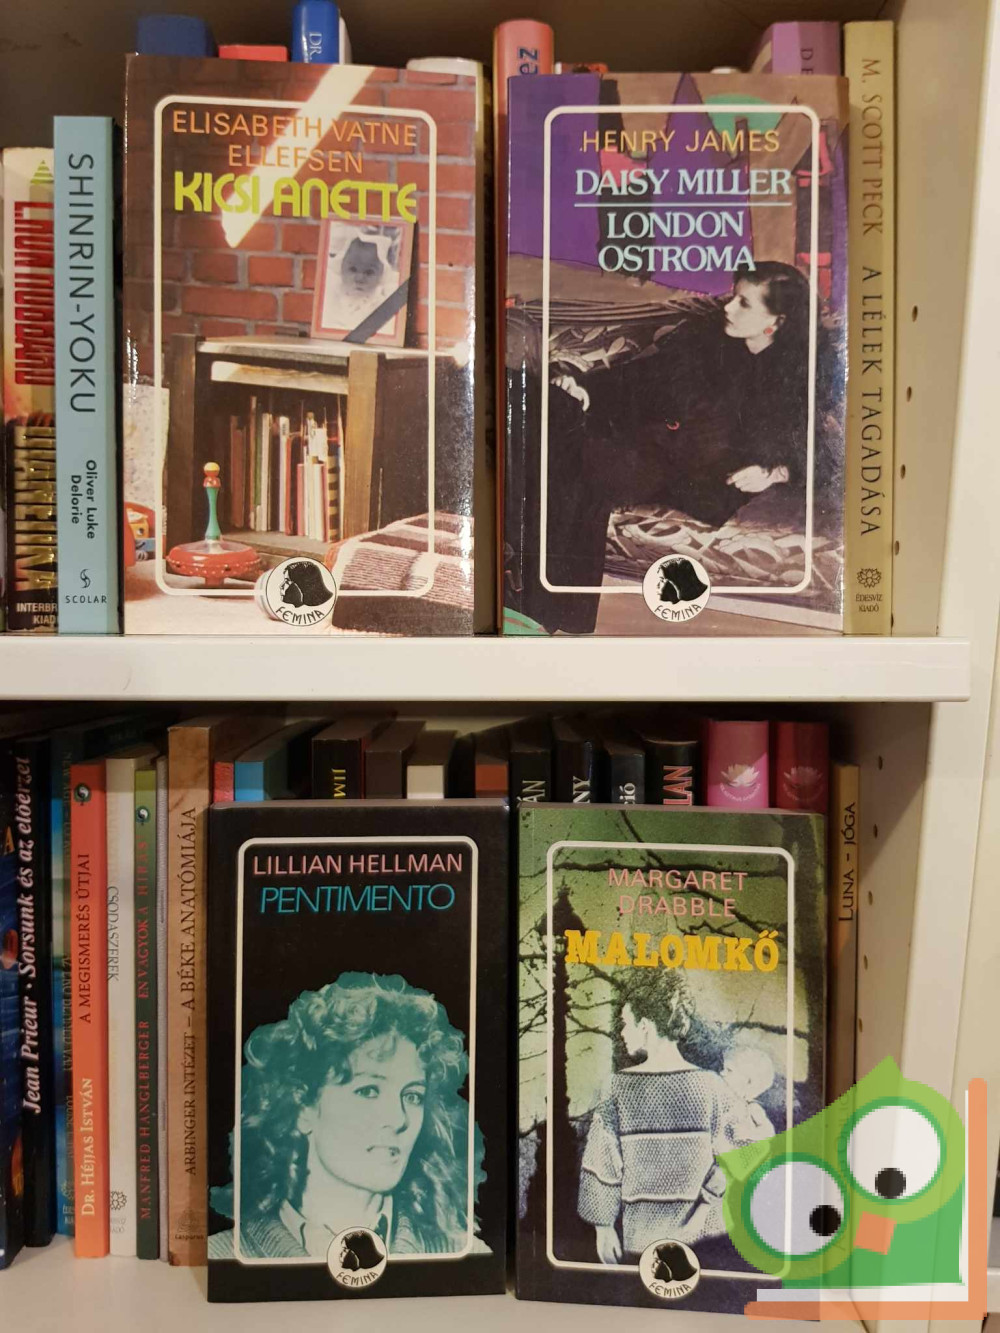 DR.
ELISABETH VATNE
ELLEFSEN
KICSI ANETTE
FEMINA
HENRY JAMES
DAISY MILLER
LONDON
OSTROMA
FEMINA
SHINRIN-YOKU
Oliver Luke
Delorie
SCOLAR
M. SCOTT PECK A LÉLEK TAGADÁSA
ÉDESVÍZ
KIADÓ
LILLIAN HELLMAN
PENTIMENTO
FEMINA
MARGARET
DRABBLE
MALOMKŐ
FEMINA
Jean Prieur • Sorsunk és az előérzet
DR. HÉJJAS ISTVÁN A MEGISMERÉS ÚTJAI
CSODASZEREK
MANFRED HANGLBERGER ÉN VAGYOK A HIBÁS
ARBINGER INTÉZET – A BÉKE ANATÓMIÁJA
LUNA – JÓGA